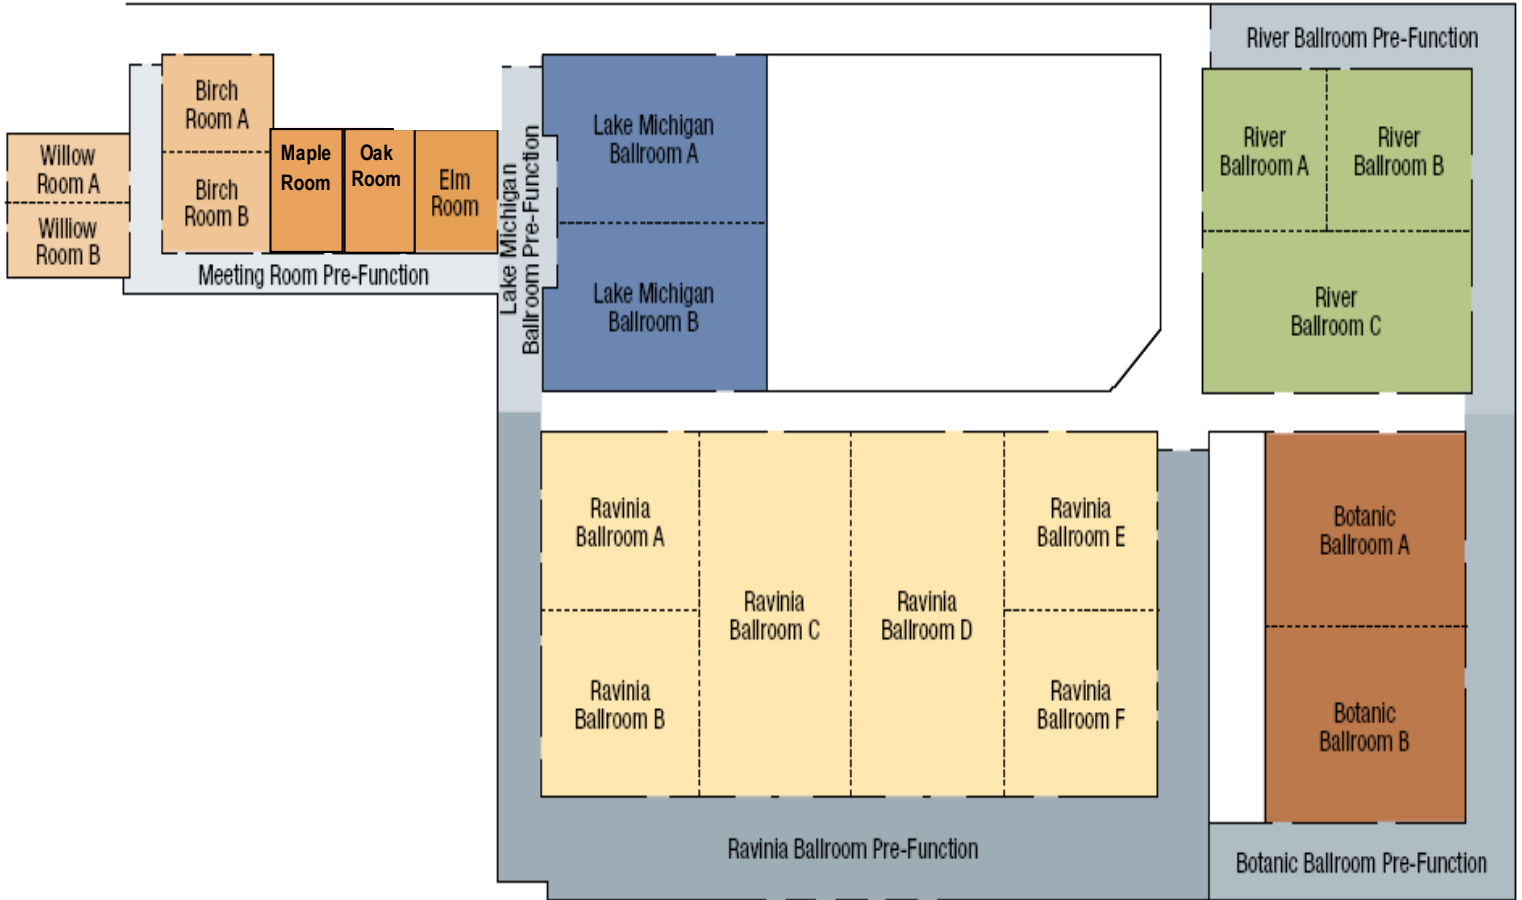 River Ballroom Pre-Function
Birch
Room A
Willow
Room A
Maple
Room
Oak
Room
Elm
Room
Birch
Room B
Williow
Room B
Meeting Room Pre-Function
Lake Michigan
Ballroom Pre-Function
Lake Michigan
Ballroom A
Lake Michigan
Ballroom B
River
Ballroom A
River
Ballroom B
River
Ballroom C
Ravinia
Ballroom A
Ravinia
Ballroom B
Ravinia
Ballroom C
Ravinia
Ballroom D
Ravinia
Ballroom E
Ravinia
Ballroom F
Botanic
Ballroom A
Botanic
Ballroom B
Ravinia Ballroom Pre-Function
Botanic Ballroom Pre-Function